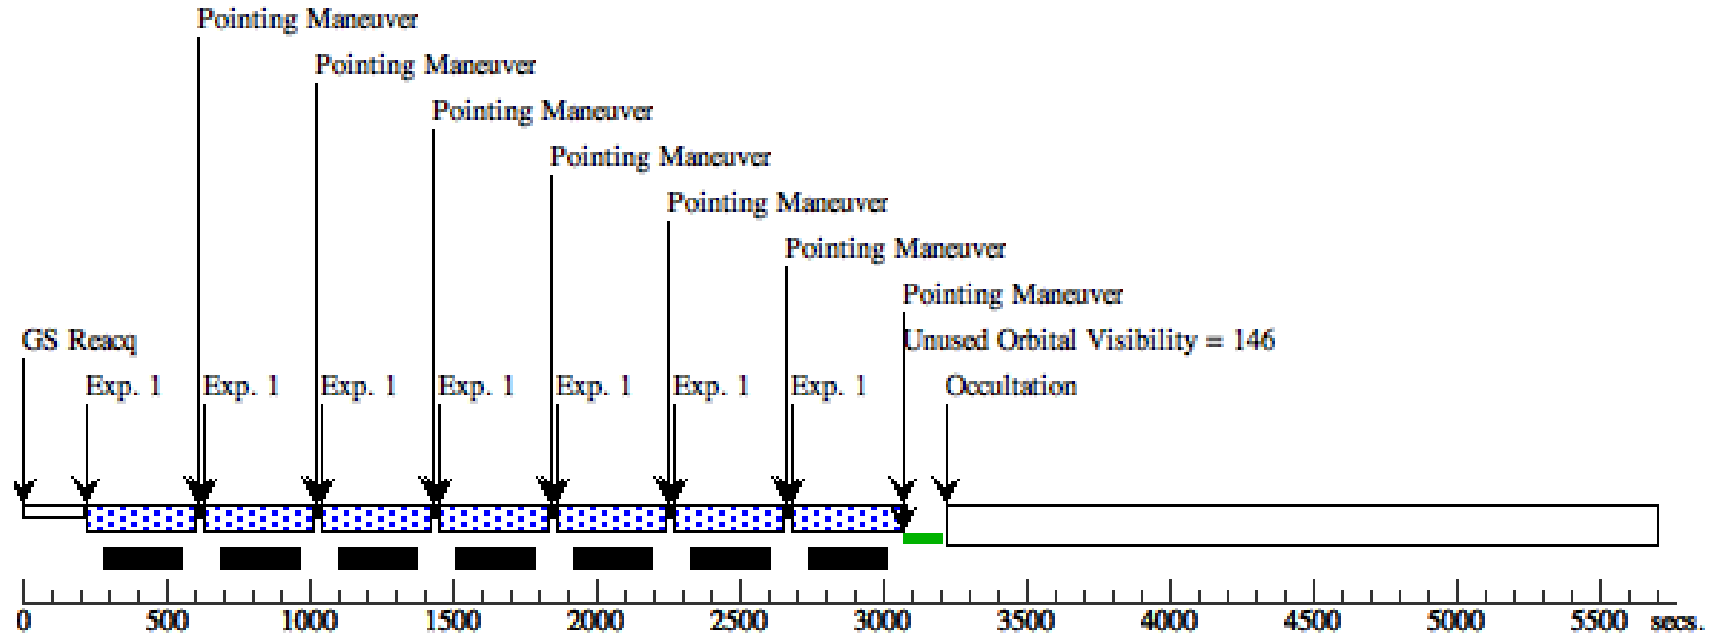 Pointing Maneuver
Pointing Maneuver
Pointing Maneuver
Pointing Maneuver
Pointing Maneuver
Pointing Maneuver
Pointing Maneuver
GS Reacq Unused Orbital Visibility = 146
Exp. 1 Exp. 1 Exp. 1 Exp. 1 Exp. 1 Exp. 1 Exp. 1 Occultation
0 500 1000 1500 2000 2500 3000 3500 4000 4500 5000 5500 secs.